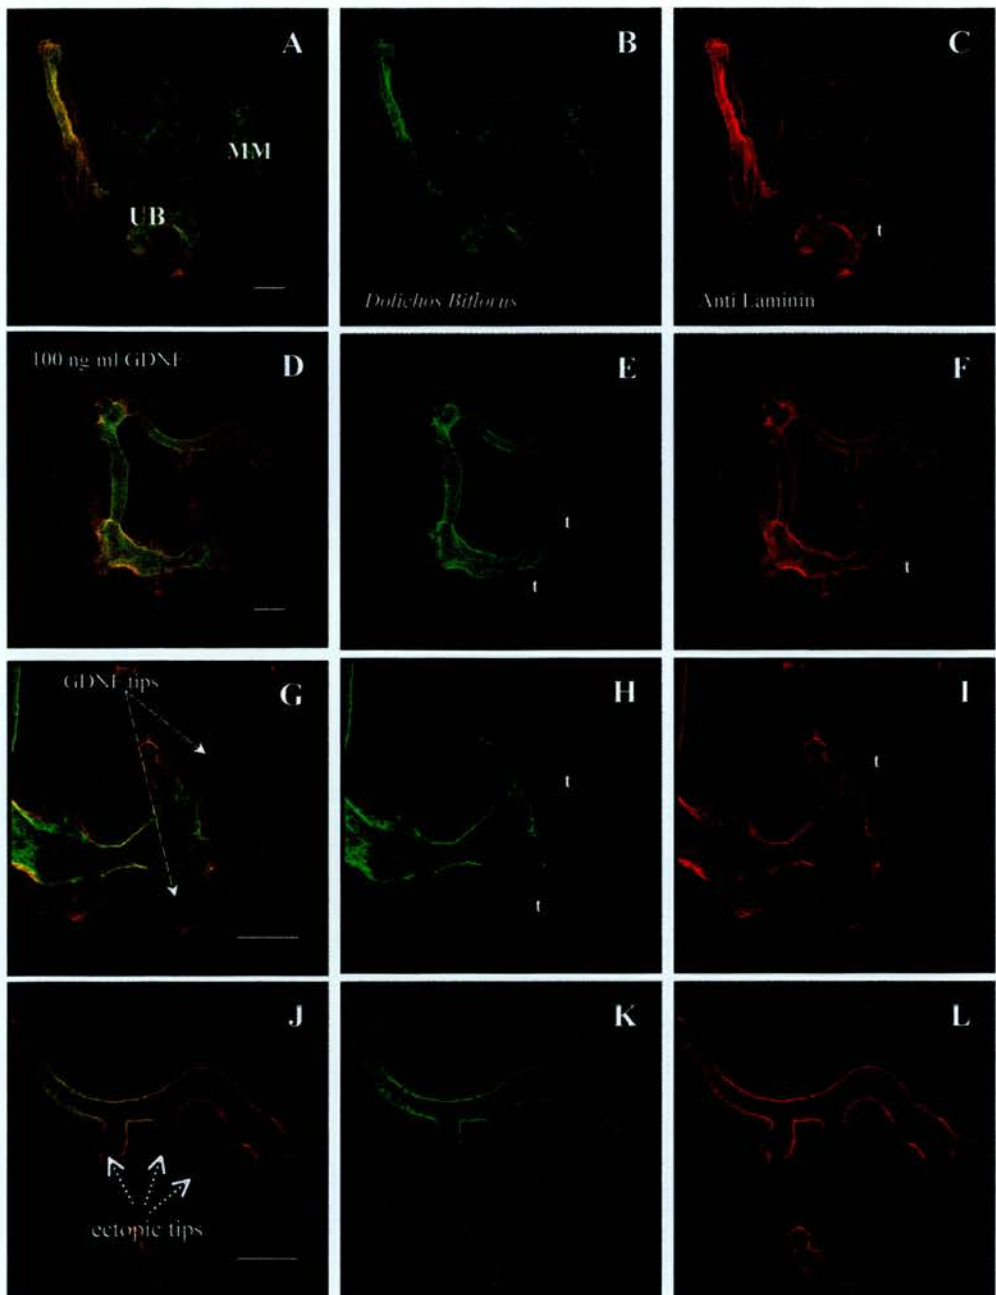 A
B
C
MM
UB
t
Dolichos Biflorus
Anti Laminin
100 ng ml GDNF
D
E
F
t
t
t
GDNF tips
G
H
I
t
t
t
J
K
L
ectopic tips